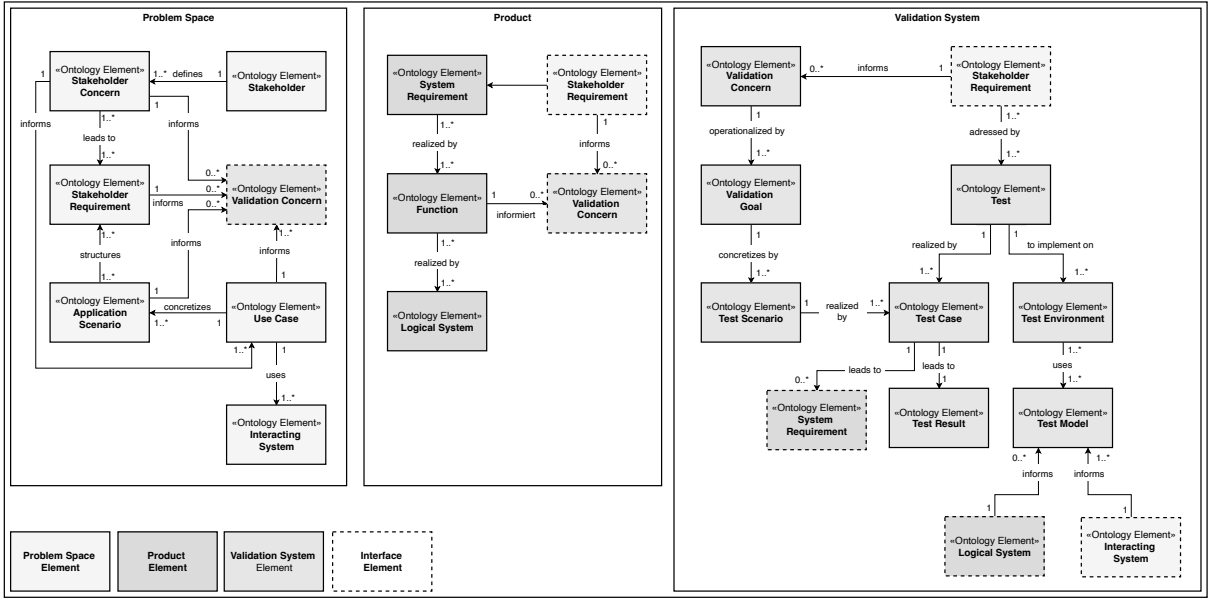 Problem Space
«Ontology Element»
Stakeholder
Concern
1..*
defines
1
«Ontology Element»
Stakeholder
1
informs
1..*
leads to
1..*
1
informs
0..*
«Ontology Element»
Stakeholder
Requirement
1
informs
0..*
0..*
«Ontology Element»
Validation Concern
1..*
structures
1..*
informs
1..*
informs
1
«Ontology Element»
Application
Scenario
1
concretizes
1..*
1
«Ontology Element»
Use Case
1..*
1
uses
1..*
«Ontology Element»
Interacting
System
Product
«Ontology Element»
System
Requirement
«Ontology Element»
Stakeholder
Requirement
1..*
realized by
1..*
1
informs
0..*
«Ontology Element»
Function
1
informiert
0..*
«Ontology Element»
Validation
Concern
1..*
realized by
1..*
«Ontology Element»
Logical System
Validation System
«Ontology Element»
Validation
Concern
0..*
informs
1
«Ontology Element»
Stakeholder
Requirement
1
operationalized by
1..*
1..*
adressed by
1..*
«Ontology Element»
Validation
Goal
«Ontology Element»
Test
1
concretizes by
1..*
1
realized by
1..*
1
to implement on
1..*
«Ontology Element»
Test Scenario
1
realized
by
1..*
«Ontology Element»
Test Case
«Ontology Element»
Test Environment
1
leads to
0..*
1
leads to
1
1..*
uses
1..*
«Ontology Element»
System
Requirement
«Ontology Element»
Test Result
«Ontology Element»
Test Model
0..*
informs
1
1..*
informs
1
«Ontology Element»
Logical System
«Ontology Element»
Interacting
System
Problem Space
Element
Product
Element
Validation System
Element
Interface
Element